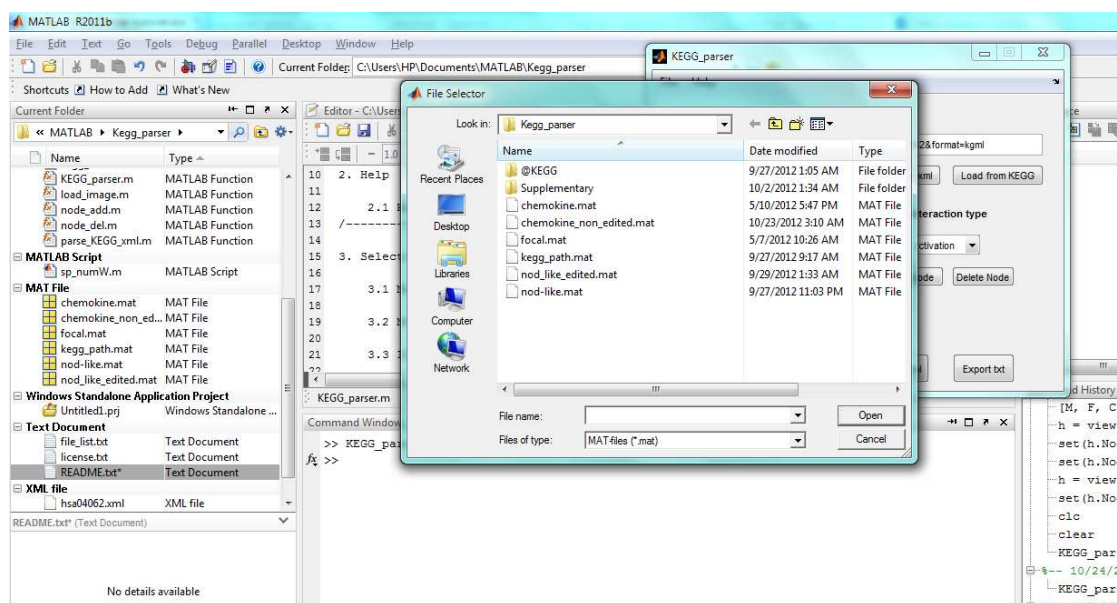 MATLAB R2011b
File Edit Text Go Tools Debug Parallel Desktop Window Help
Current Folder: C:\Users\HP\Documents\MATLAB\Kegg_parser
Shortcuts How to Add What's New
Current Folder
« MATLAB Kegg_parser
Name Type
KEGG_parser.m MATLAB Function
load_image.m MATLAB Function
node_add.m MATLAB Function
node_del.m MATLAB Function
parse_KEGG_xml.m MATLAB Function
MATLAB Script
sp_numW.m MATLAB Script
MAT File
chemokine.mat MAT File
chemokine_non_ed... MAT File
focal.mat MAT File
kegg_path.mat MAT File
nod-like.mat MAT File
nod_like_edited.mat MAT File
Windows Standalone Application Project
Untitled1.prj Windows Standalone ...
Text Document
file_list.txt Text Document
license.txt Text Document
README.txt* Text Document
XML file
hsa04062.xml XML file
README.txt* (Text Document)
No details available
Editor - C:\Users
1.0
10 2. Help
11
12 2.1
13 /--------
14
15 3. Select
16
17 3.1
18
19 3.2
20
21 3.3
22
KEGG_parser.m
Command Window
>> KEGG_pa
fx >>
File Selector
Look in: Kegg_parser
Recent Places
Desktop
Libraries
Computer
Network
Name Date modified Type
@KEGG 9/27/2012 1:05 AM File folder
Supplementary 10/2/2012 1:34 AM File folder
chemokine.mat 5/10/2012 5:47 PM MAT File
chemokine_non_edited.mat 10/23/2012 3:10 AM MAT File
focal.mat 5/7/2012 10:26 AM MAT File
kegg_path.mat 9/27/2012 9:17 AM MAT File
nod_like_edited.mat 9/29/2012 1:33 AM MAT File
nod-like.mat 9/27/2012 11:03 PM MAT File
File name: Open
Files of type: MAT-files (*.mat) Cancel
KEGG_parser
2&format=kgml
xml Load from KEGG
teraction type
ctivation
ode Delete Node
Export txt
d History
[M, F, C
h = view
set(h.No
set(h.No
h = view
set(h.No
clc
clear
KEGG_par
%-- 10/24/2
KEGG_par